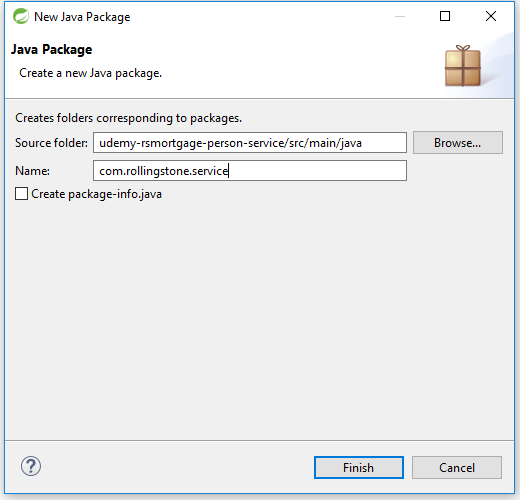 New Java Package
Java Package
Create a new Java package.
Creates folders corresponding to packages.
Source folder: udemy-rsmortgage-person-service/src/main/java Browse...
Name: com.rollingstone.service
Create package-info.java
? Finish Cancel